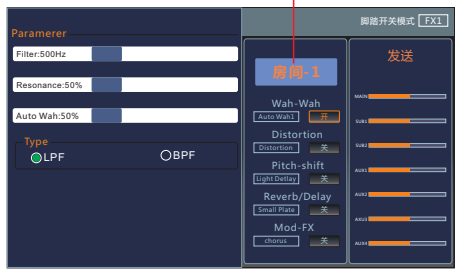 Paramerer
Filter:500Hz
Resonance:50%
Auto Wah:50%
Type
LPF
BPF
脚踏开关模式 FX1
房间-1
Wah-Wah
Auto Wah1 开
Distortion
Distortion 关
Pitch-shift
Light Detlay 关
Reverb/Delay
Small Plate 关
Mod-FX
chorus 关
发送
MAIN
SUB1
SUB2
AUX1
AUX2
AXU3
AUX4